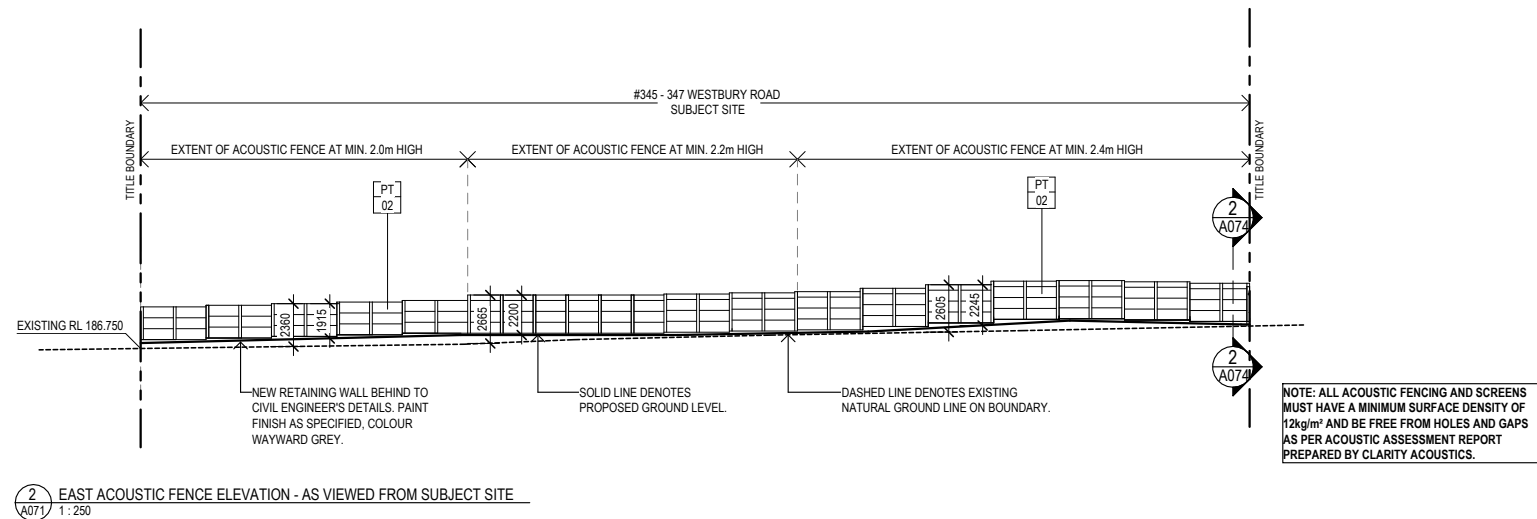 #345 - 347 WESTBURY ROAD
SUBJECT SITE
TITLE BOUNDARY
TITLE BOUNDARY
EXTENT OF ACOUSTIC FENCE AT MIN. 2.0m HIGH
EXTENT OF ACOUSTIC FENCE AT MIN. 2.2m HIGH
EXTENT OF ACOUSTIC FENCE AT MIN. 2.4m HIGH
PT
02
PT
02
2
A074
2360
1915
2665
2200
2605
2245
EXISTING RL 186.750
2
A074
NEW RETAINING WALL BEHIND TO
CIVIL ENGINEER'S DETAILS. PAINT
FINISH AS SPECIFIED, COLOUR
WAYWARD GREY.
SOLID LINE DENOTES
PROPOSED GROUND LEVEL.
DASHED LINE DENOTES EXISTING
NATURAL GROUND LINE ON BOUNDARY.
NOTE: ALL ACOUSTIC FENCING AND SCREENS
MUST HAVE A MINIMUM SURFACE DENSITY OF
12kg/m² AND BE FREE FROM HOLES AND GAPS
AS PER ACOUSTIC ASSESSMENT REPORT
PREPARED BY CLARITY ACOUSTICS.
2
A071
EAST ACOUSTIC FENCE ELEVATION - AS VIEWED FROM SUBJECT SITE
1 : 250